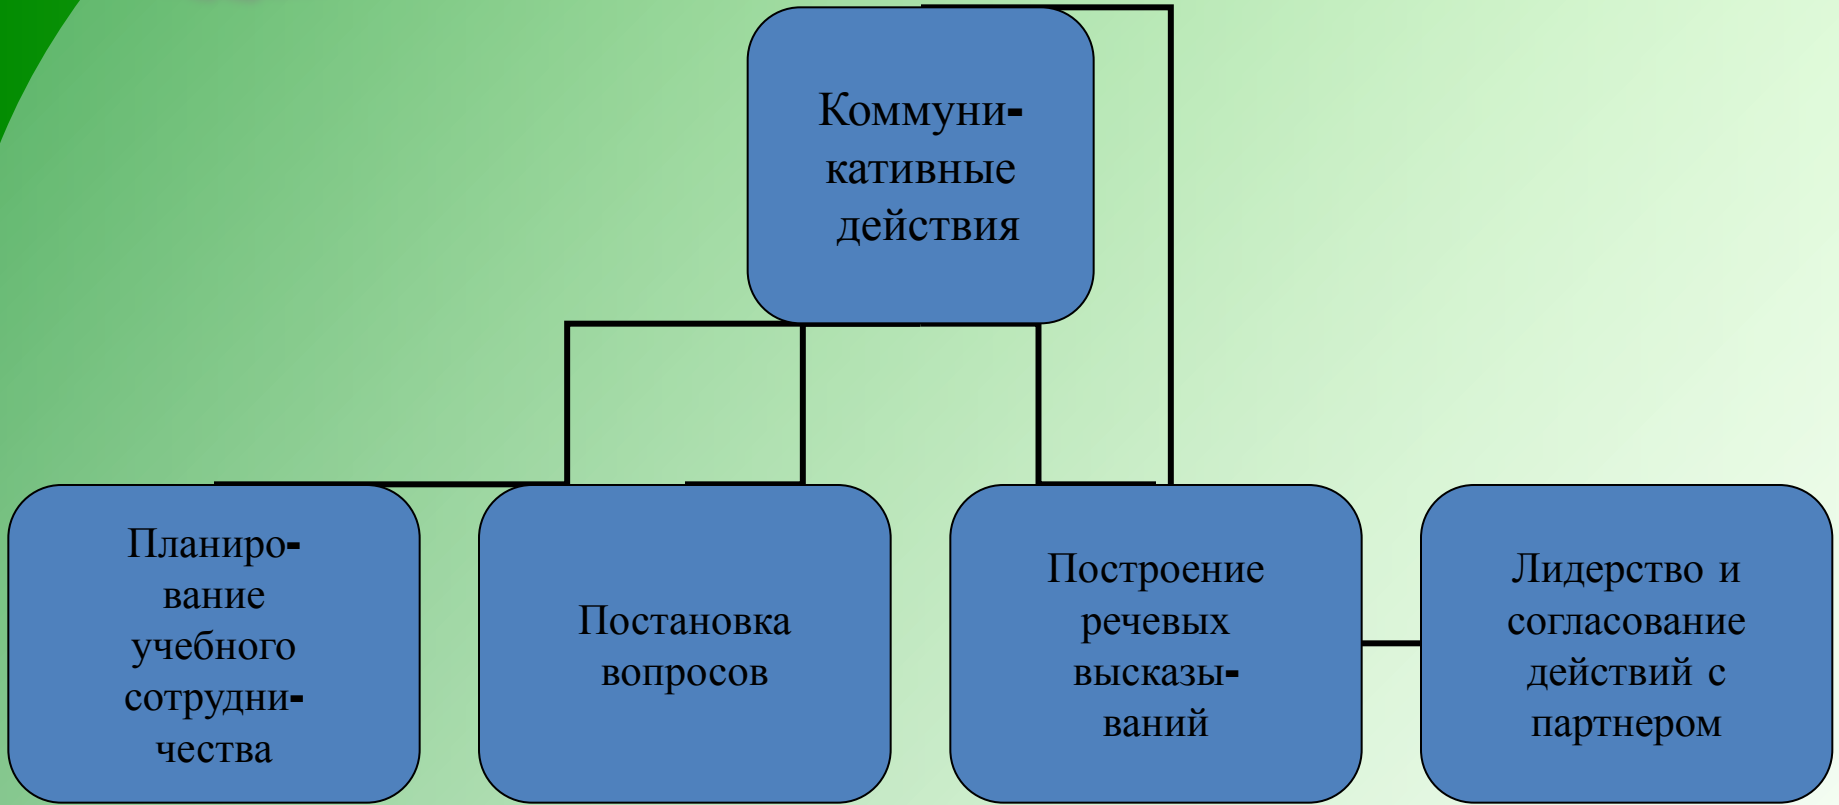 Коммуни-
кативные
действия
Планиро-
вание
учебного
сотрудни-
чества
Постановка
вопросов
Построение
речевых
высказы-
ваний
Лидерство и
согласование
действий с
партнером